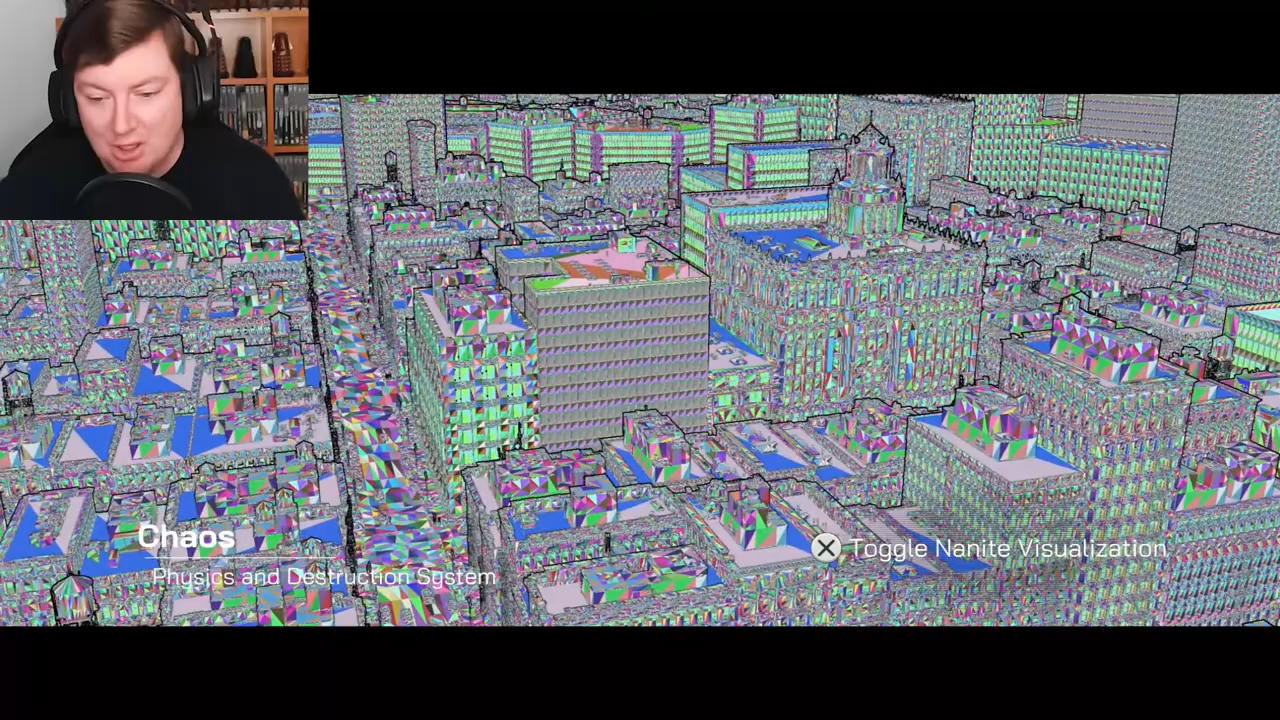 Chaos
Physics and Destruction System
Toggle Nanite Visualization